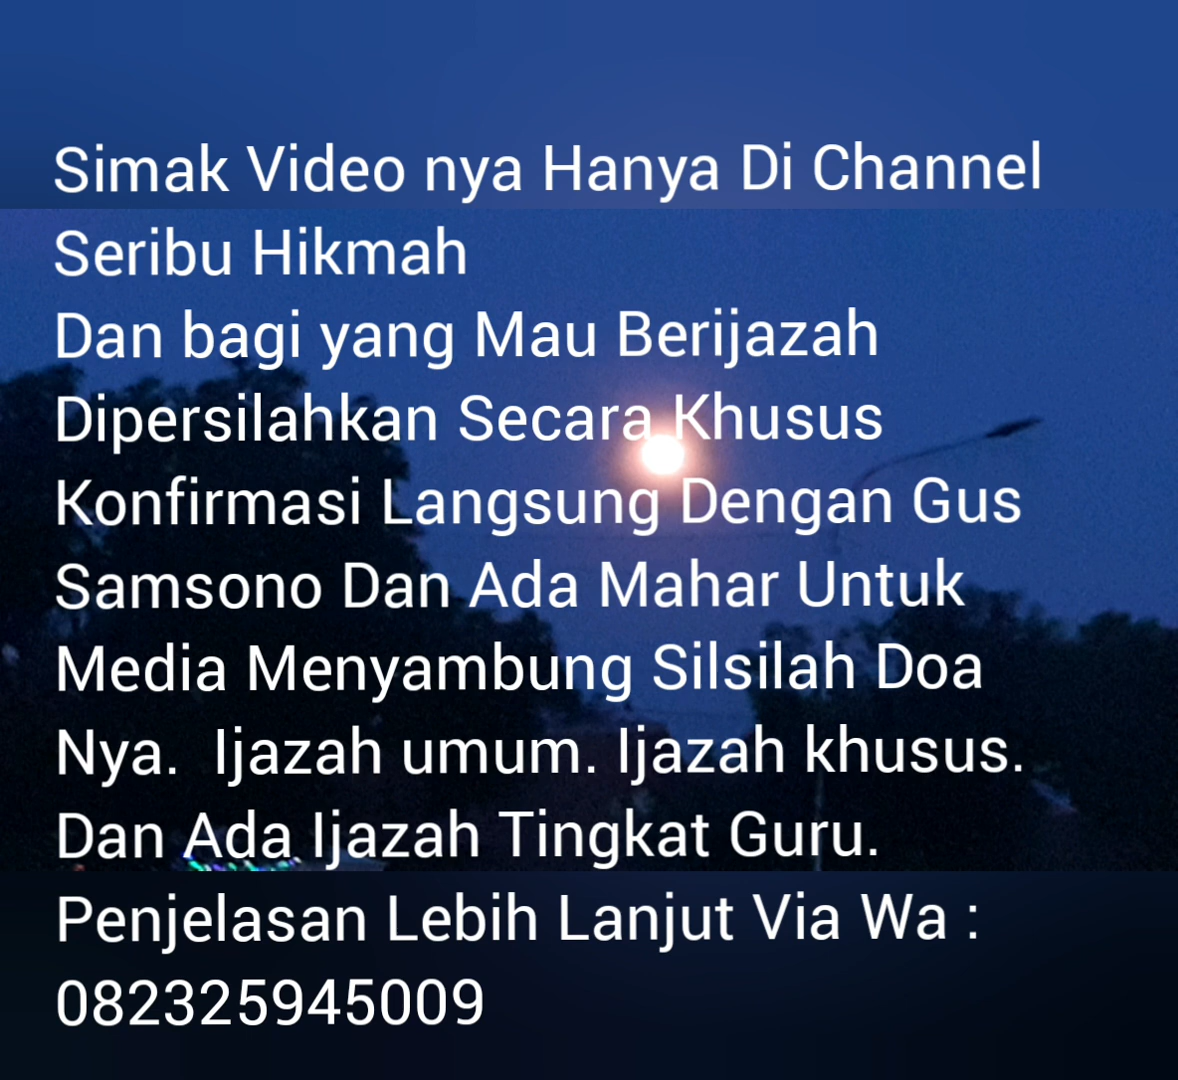 Simak Video nya Hanya Di Channel
Seribu Hikmah
Dan bagi yang Mau Berijazah
Dipersilahkan Secara Khusus
Konfirmasi Langsung Dengan Gus
Samsono Dan Ada Mahar Untuk
Media Menyambung Silsilah Doa
Nya.  Ijazah umum. Ijazah khusus.
Dan Ada Ijazah Tingkat Guru.
Penjelasan Lebih Lanjut Via Wa :
082325945009